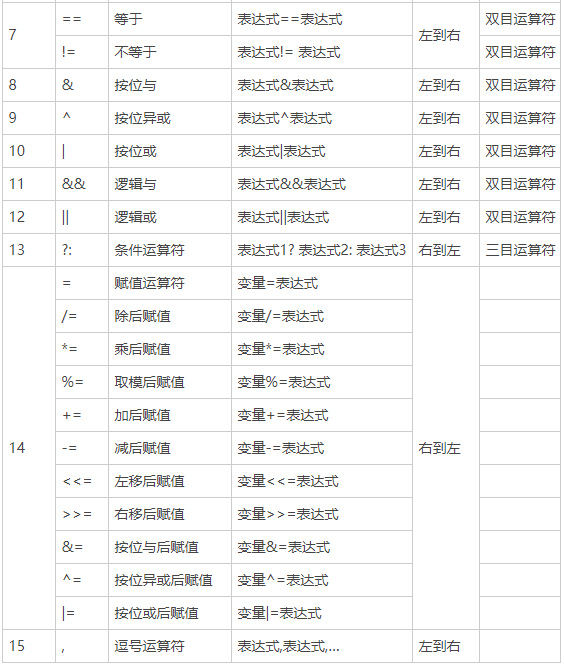 7 == 等于 表达式==表达式 左到右 双目运算符
!= 不等于 表达式!= 表达式 双目运算符
8 & 按位与 表达式&表达式 左到右 双目运算符
9 ^ 按位异或 表达式^表达式 左到右 双目运算符
10 | 按位或 表达式|表达式 左到右 双目运算符
11 && 逻辑与 表达式&&表达式 左到右 双目运算符
12 || 逻辑或 表达式||表达式 左到右 双目运算符
13 ?: 条件运算符 表达式1? 表达式2: 表达式3 右到左 三目运算符
14 = 赋值运算符 变量=表达式 右到左
/= 除后赋值 变量/=表达式
*= 乘后赋值 变量*=表达式
%= 取模后赋值 变量%=表达式
+= 加后赋值 变量+=表达式
-= 减后赋值 变量-=表达式
<<= 左移后赋值 变量<<=表达式
>>= 右移后赋值 变量>>=表达式
&= 按位与后赋值 变量&=表达式
^= 按位异或后赋值 变量^=表达式
|= 按位或后赋值 变量|=表达式
15 , 逗号运算符 表达式,表达式,... 左到右